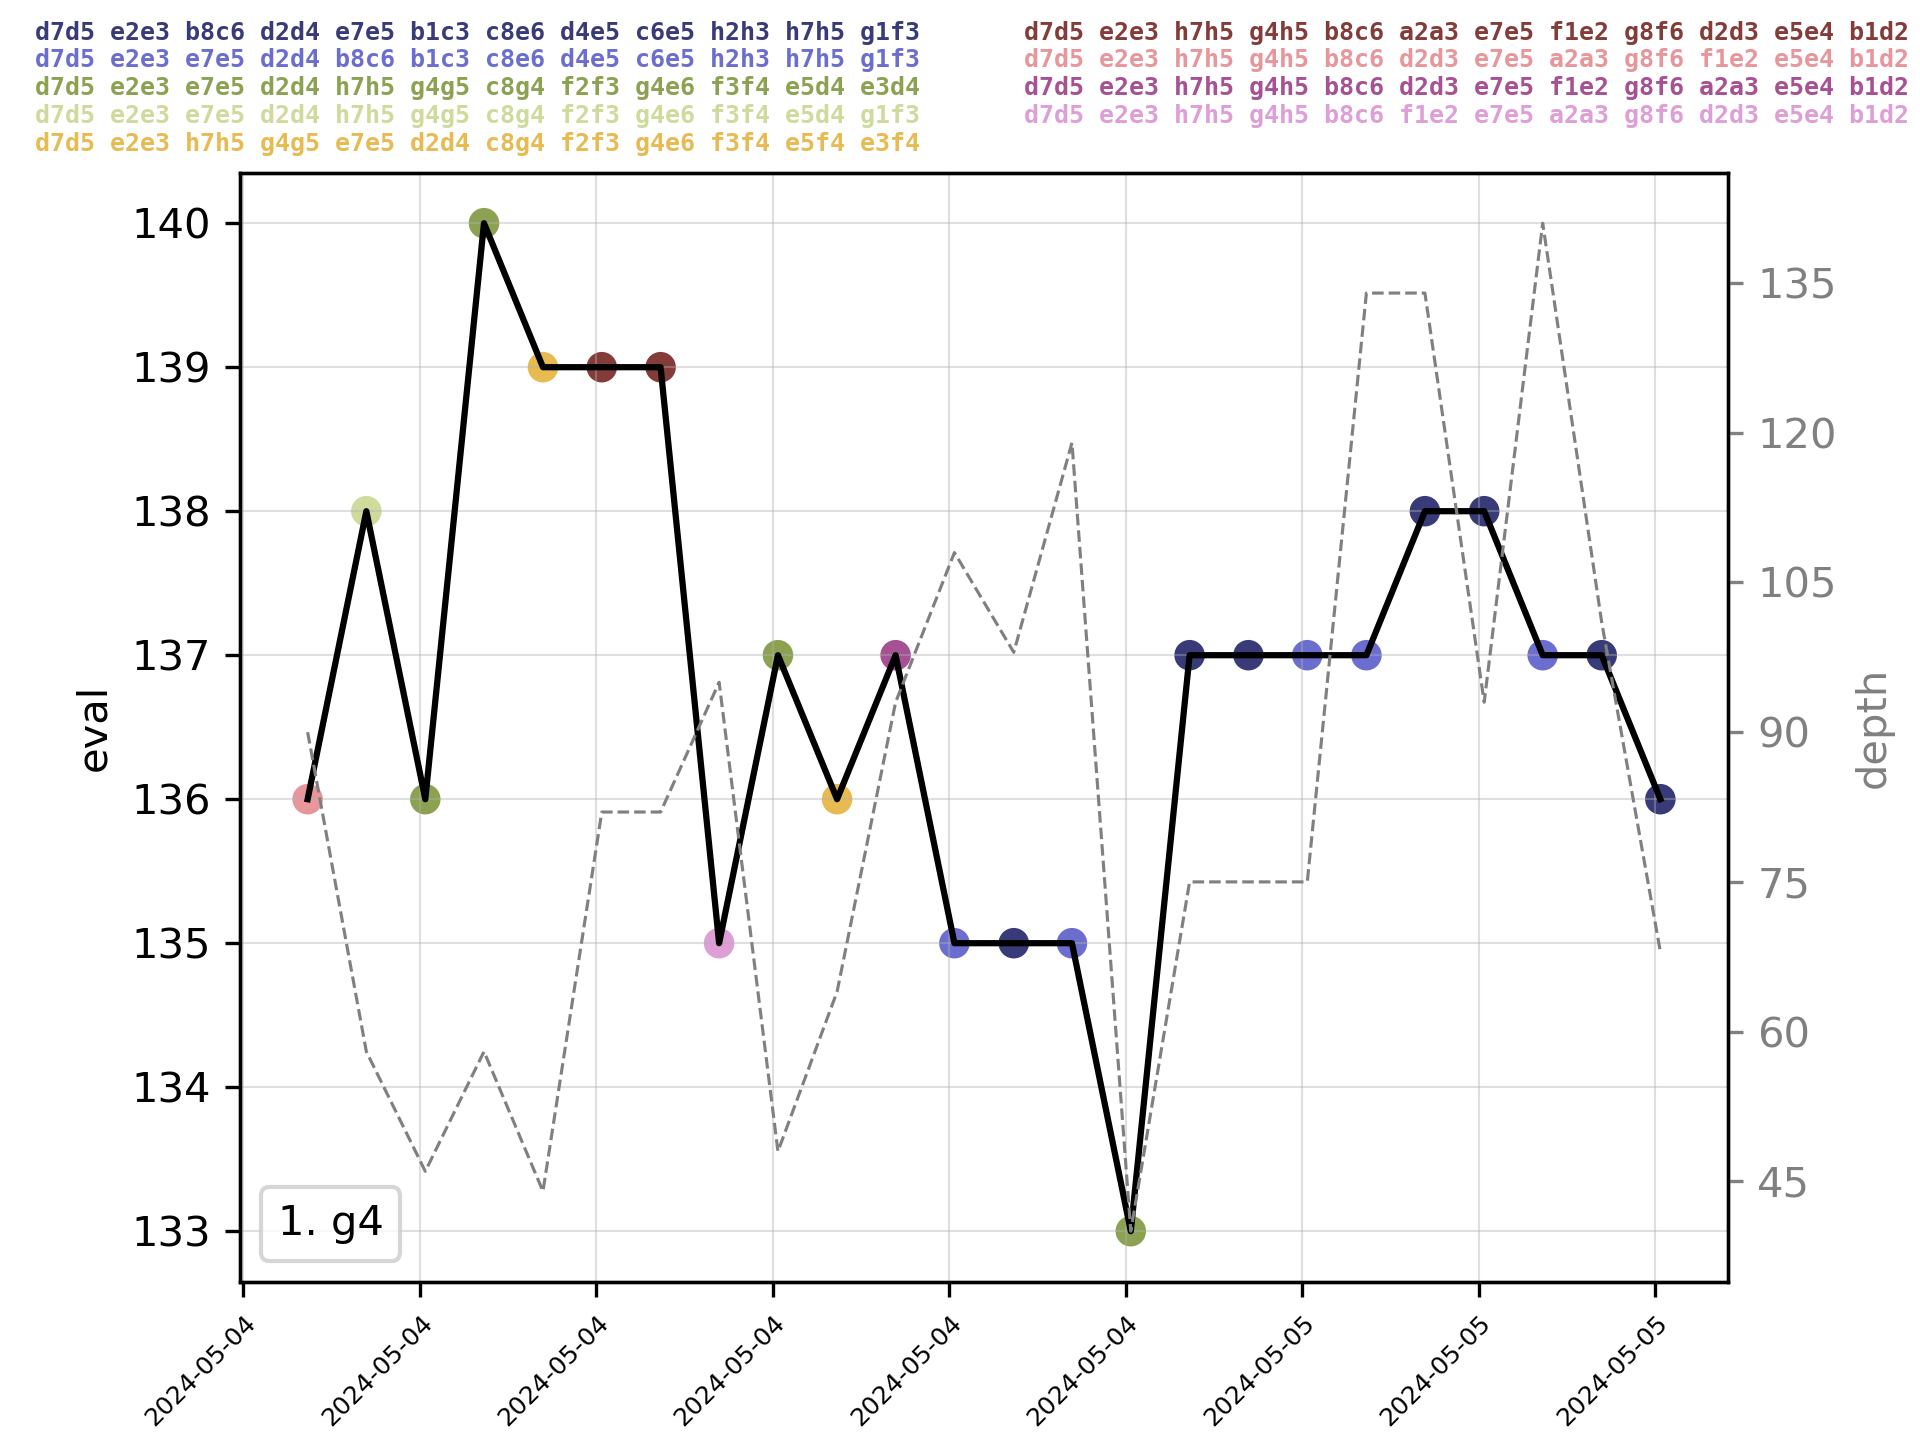 d7d5 e2e3 b8c6 d2d4 e7e5 b1c3 c8e6 d4e5 c6e5 h2h3 h7h5 g1f3
d7d5 e2e3 e7e5 d2d4 b8c6 b1c3 c8e6 d4e5 c6e5 h2h3 h7h5 g1f3
d7d5 e2e3 e7e5 d2d4 h7h5 g4g5 c8g4 f2f3 g4e6 f3f4 e5d4 e3d4
d7d5 e2e3 e7e5 d2d4 h7h5 g4g5 c8g4 f2f3 g4e6 f3f4 e5d4 g1f3
d7d5 e2e3 h7h5 g4g5 e7e5 d2d4 c8g4 f2f3 g4e6 f3f4 e5f4 e3f4
d7d5 e2e3 h7h5 g4h5 b8c6 a2a3 e7e5 f1e2 g8f6 d2d3 e5e4 b1d2
d7d5 e2e3 h7h5 g4h5 b8c6 d2d3 e7e5 a2a3 g8f6 f1e2 e5e4 b1d2
d7d5 e2e3 h7h5 g4h5 b8c6 d2d3 e7e5 f1e2 g8f6 a2a3 e5e4 b1d2
d7d5 e2e3 h7h5 g4h5 b8c6 f1e2 e7e5 a2a3 g8f6 d2d3 e5e4 b1d2
140
139
138
137
136
135
134
133
eval
1. g4
135
120
105
90
75
60
45
depth
2024-05-04
2024-05-04
2024-05-04
2024-05-04
2024-05-04
2024-05-04
2024-05-05
2024-05-05
2024-05-05